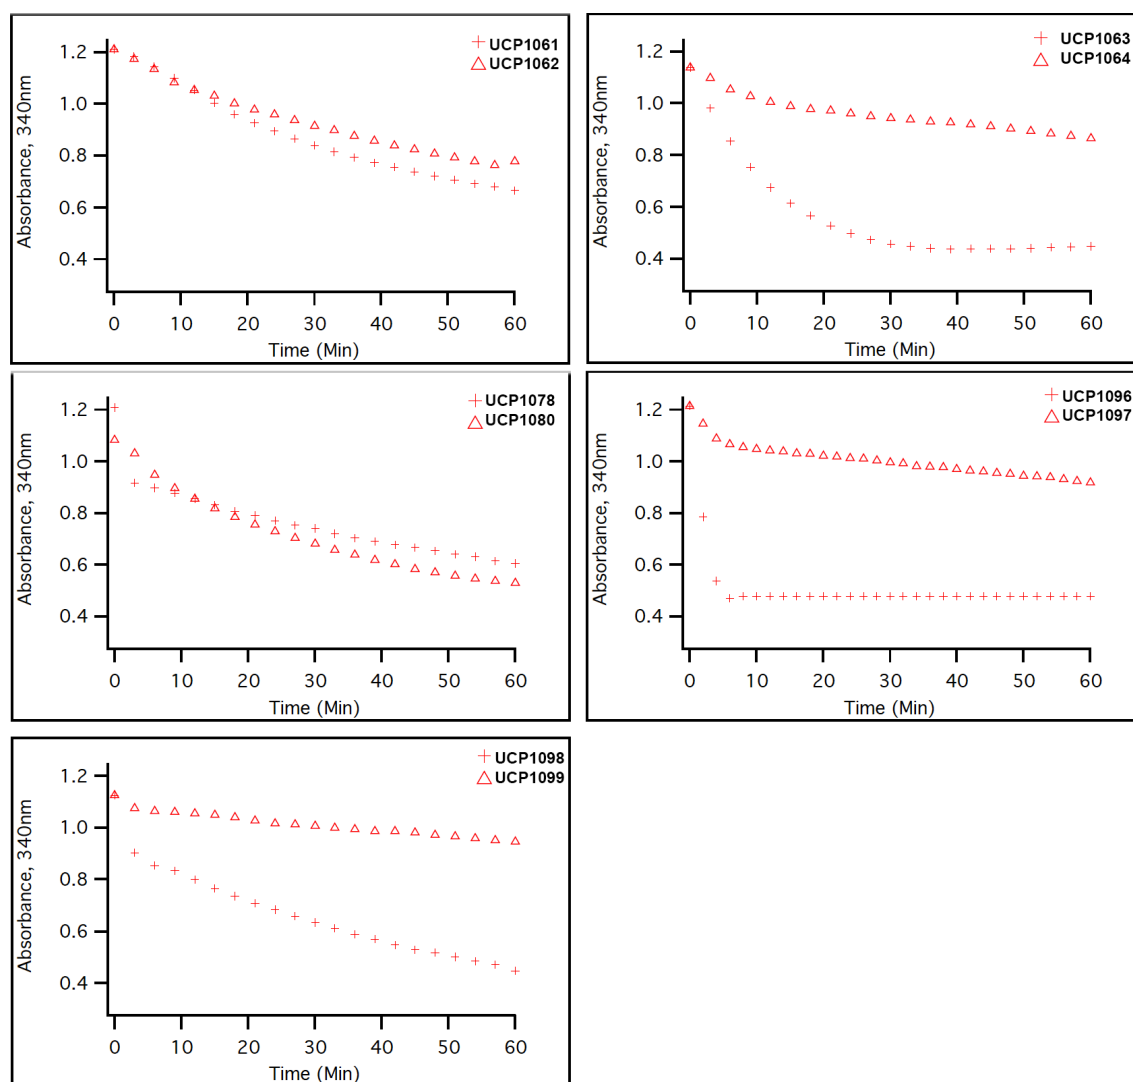 UCP1061
UCP1062
Absorbance, 340nm
1.2
1.0
0.8
0.6
0.4
0 10 20 30 40 50 60
Time (Min)
UCP1063
UCP1064
Absorbance, 340nm
1.2
1.0
0.8
0.6
0.4
0 10 20 30 40 50 60
Time (Min)
UCP1078
UCP1080
Absorbance, 340nm
1.2
1.0
0.8
0.6
0.4
0 10 20 30 40 50 60
Time (Min)
UCP1096
UCP1097
Absorbance, 340nm
1.2
1.0
0.8
0.6
0.4
0 10 20 30 40 50 60
Time (Min)
UCP1098
UCP1099
Absorbance, 340nm
1.2
1.0
0.8
0.6
0.4
0 10 20 30 40 50 60
Time (Min)